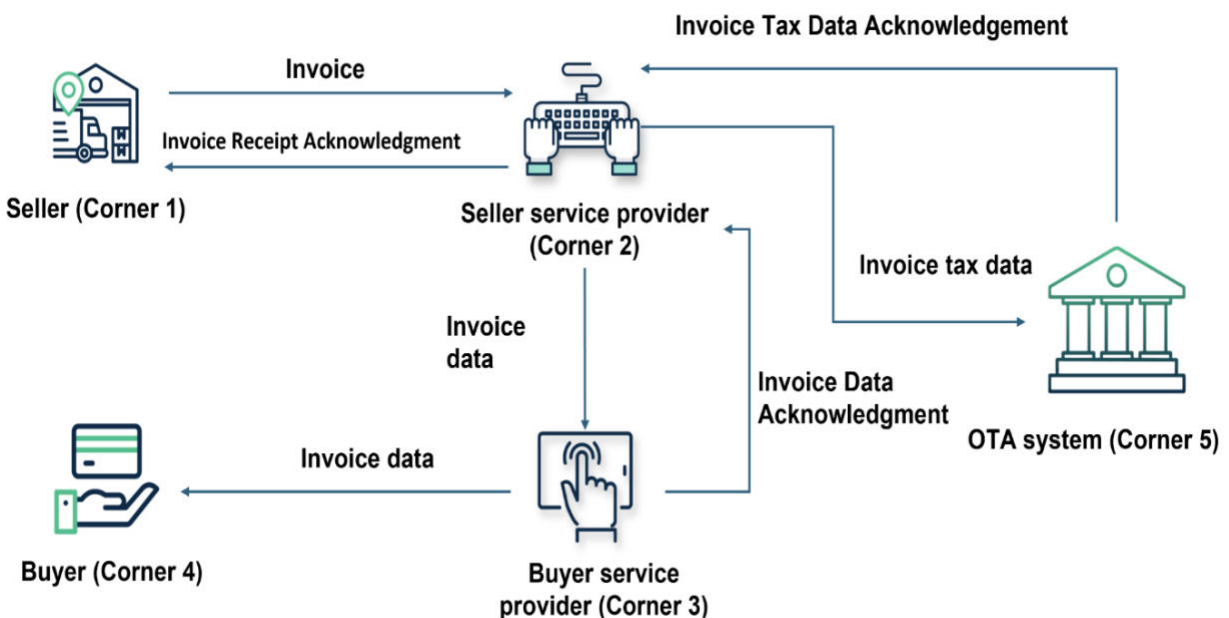 Invoice Tax Data Acknowledgement
Invoice
Invoice Receipt Acknowledgment
Seller (Corner 1)
Seller service provider
(Corner 2)
Invoice tax data
Invoice
data
Invoice Data
Acknowledgment
OTA system (Corner 5)
Invoice data
Buyer (Corner 4)
Buyer service
provider (Corner 3)